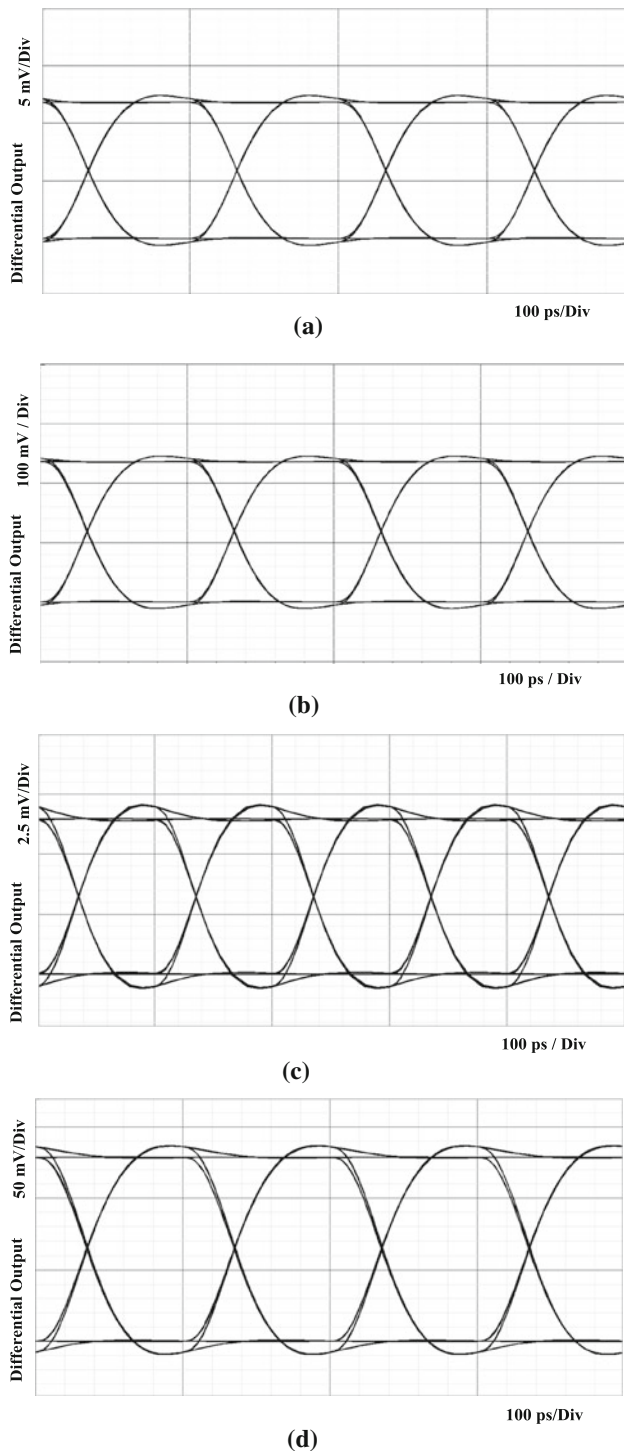 5 mV/Div
Differential Output
100 ps/Div
(a)
100 mV / Div
Differential Output
100 ps / Div
(b)
2.5 mV/Div
Differential Output
100 ps / Div
(c)
50 mV/Div
Differential Output
100 ps/Div
(d)